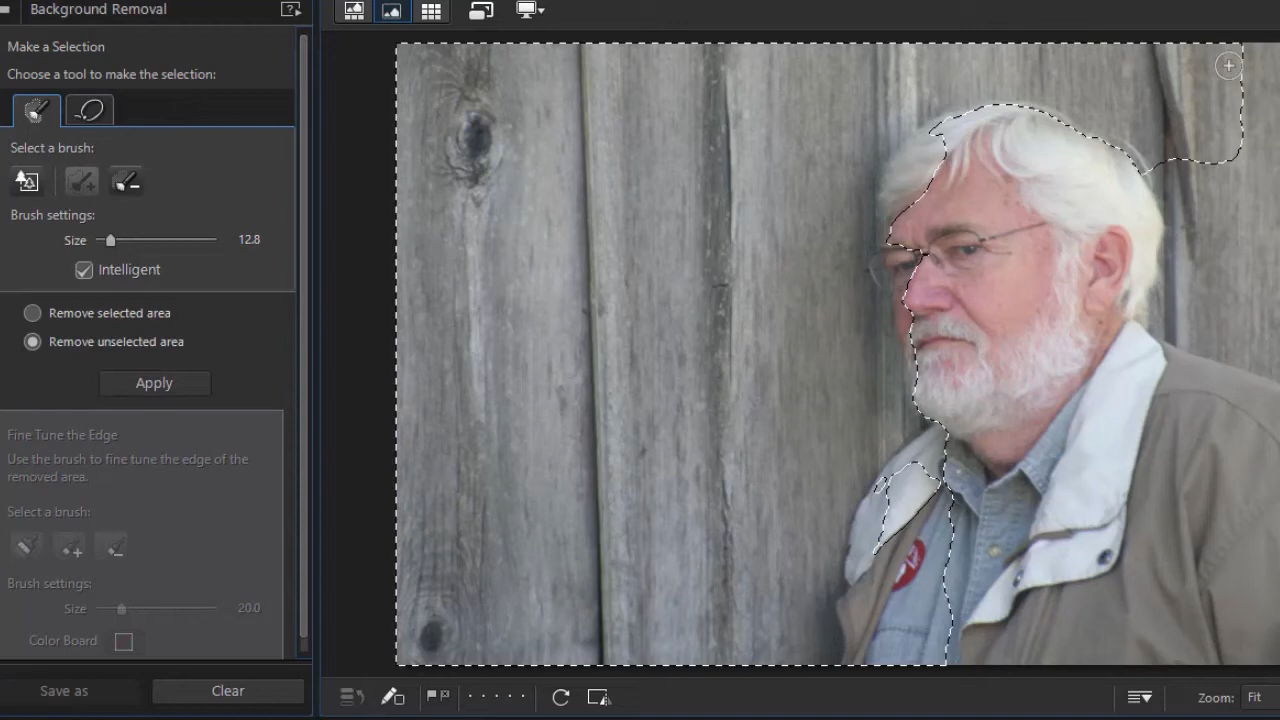 Background Removal
Make a Selection
Choose a tool to make the selection:
Select a brush:
Brush settings:
Size 12.8
Intelligent
Remove selected area
Remove unselected area
Apply
Fine Tune the Edge
Use the brush to fine tune the edge of the
removed area.
Select a brush:
Brush settings:
Size 20.0
Color Board
Save as Clear
Zoom: Fit